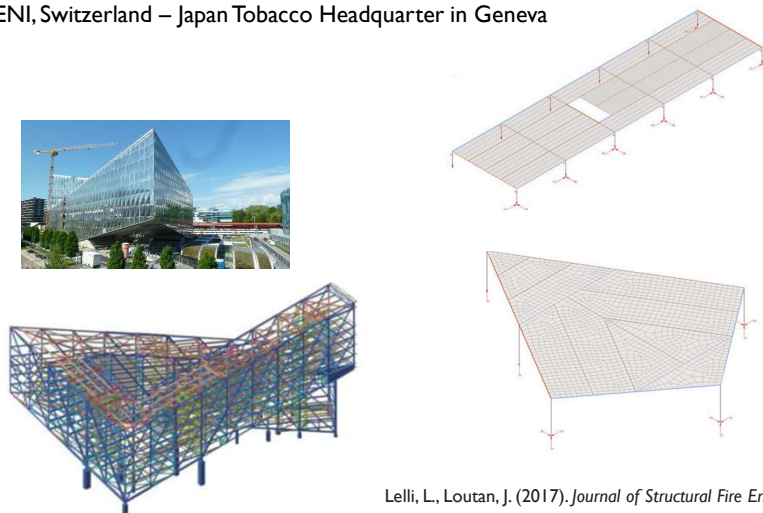 ENI, Switzerland – Japan Tobacco Headquarter in Geneva
Lelli, L., Loutan, J. (2017). Journal of Structural Fire En